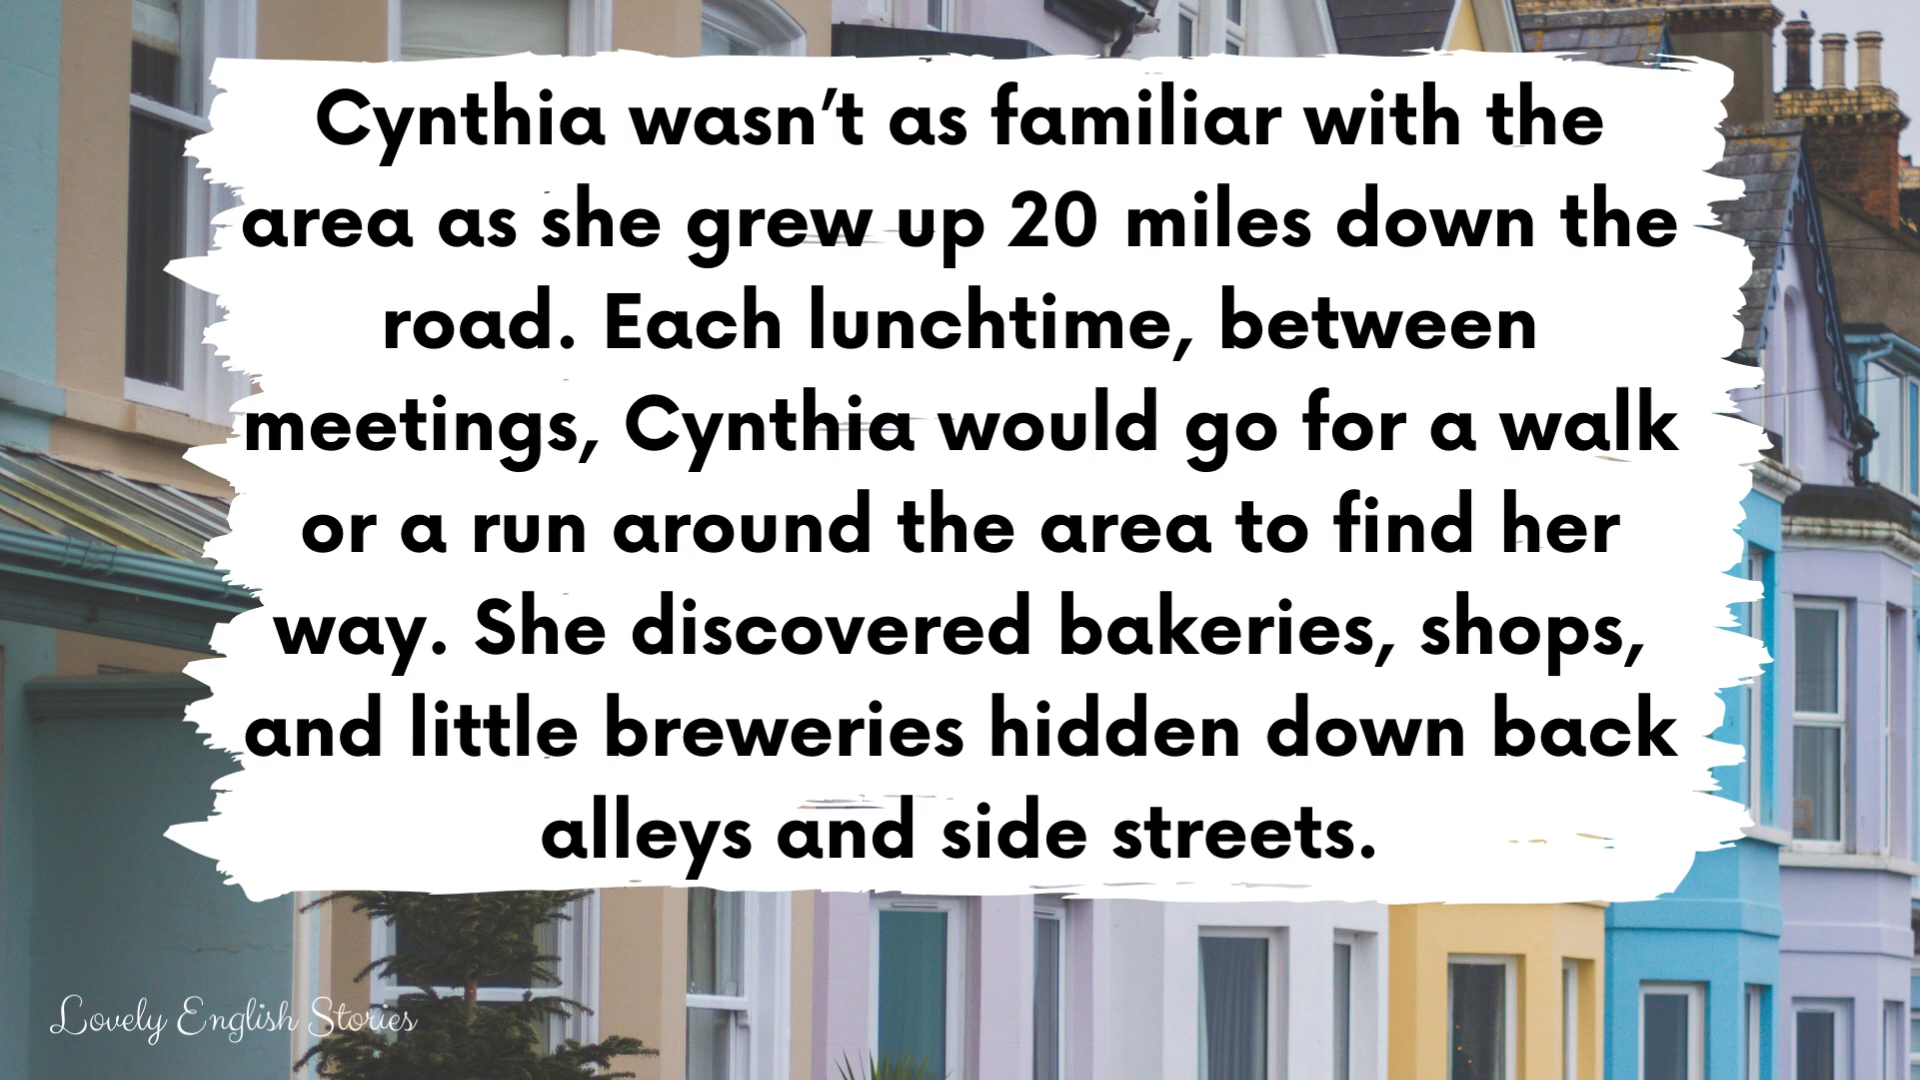 Cynthia wasn’t as familiar with the
area as she grew up 20 miles down the
road. Each lunchtime, between
meetings, Cynthia would go for a walk
or a run around the area to find her
way. She discovered bakeries, shops,
and little breweries hidden down back
alleys and side streets.
Lovely English Stories